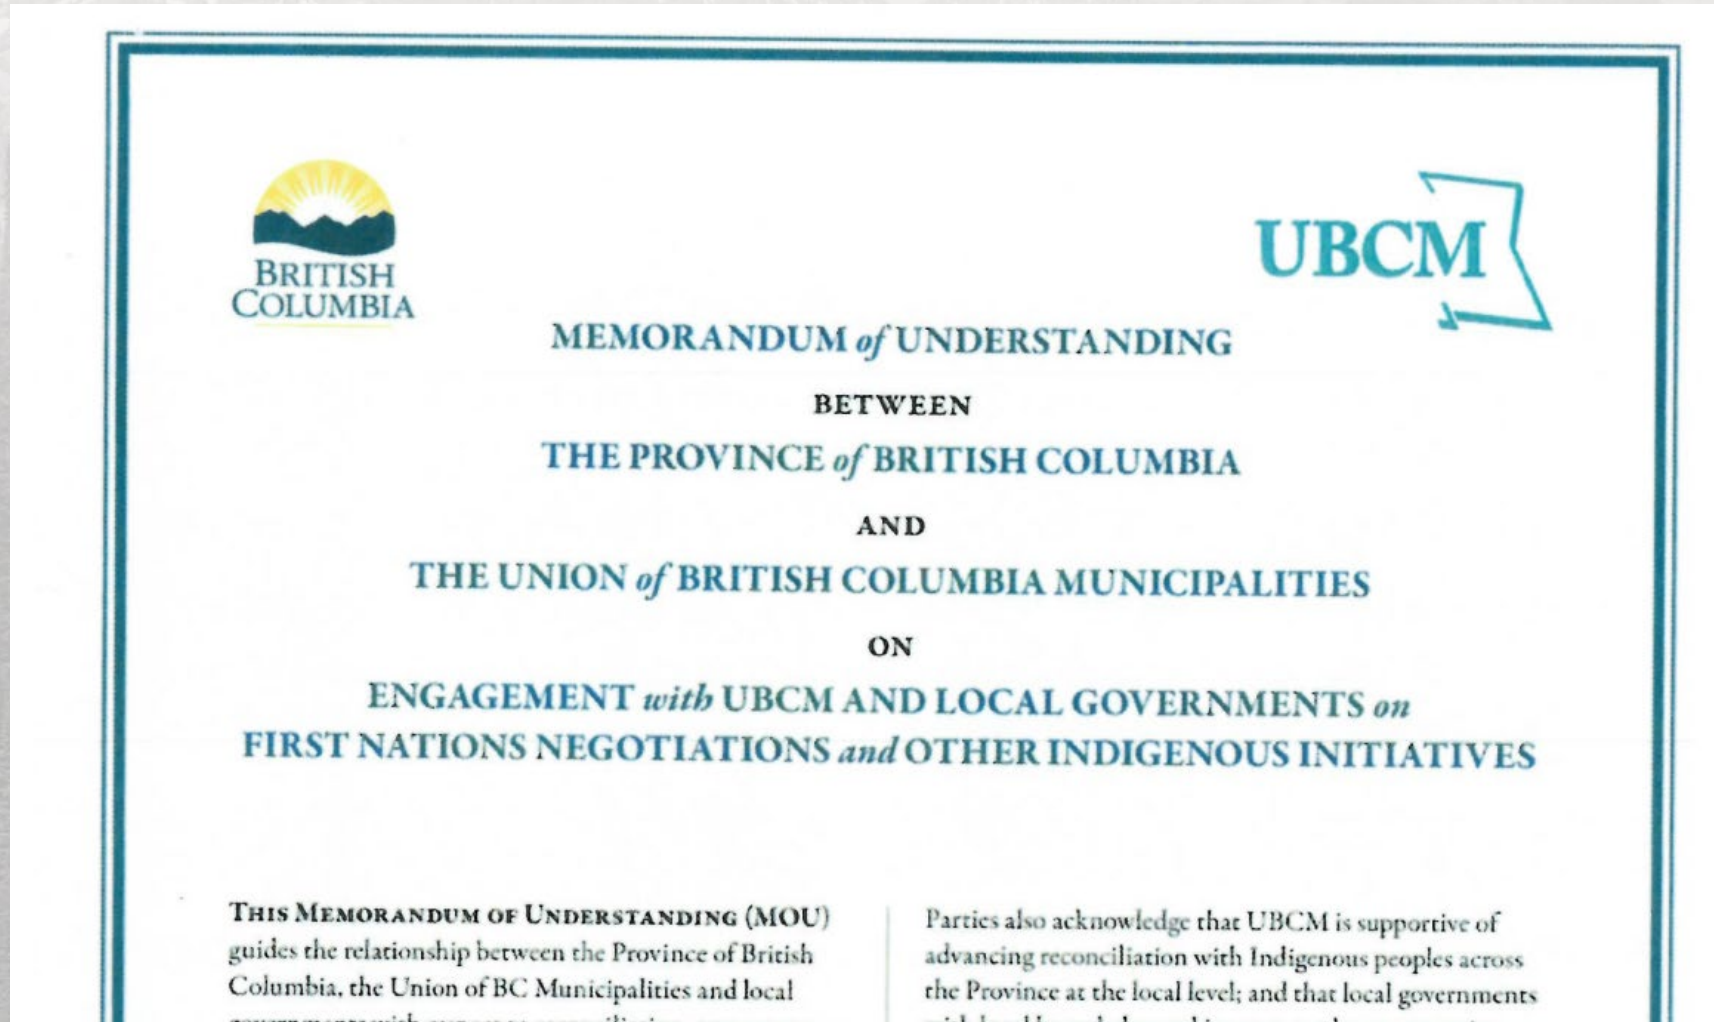 BRITISH
COLUMBIA
UBCM
MEMORANDUM of UNDERSTANDING
BETWEEN
THE PROVINCE of BRITISH COLUMBIA
AND
THE UNION of BRITISH COLUMBIA MUNICIPALITIES
ON
ENGAGEMENT with UBCM AND LOCAL GOVERNMENTS on
FIRST NATIONS NEGOTIATIONS and OTHER INDIGENOUS INITIATIVES
THIS MEMORANDUM OF UNDERSTANDING (MOU)
guides the relationship between the Province of British
Columbia, the Union of BC Municipalities and local
Parties also acknowledge that UBCM is supportive of
advancing reconciliation with Indigenous peoples across
the Province at the local level; and that local governments